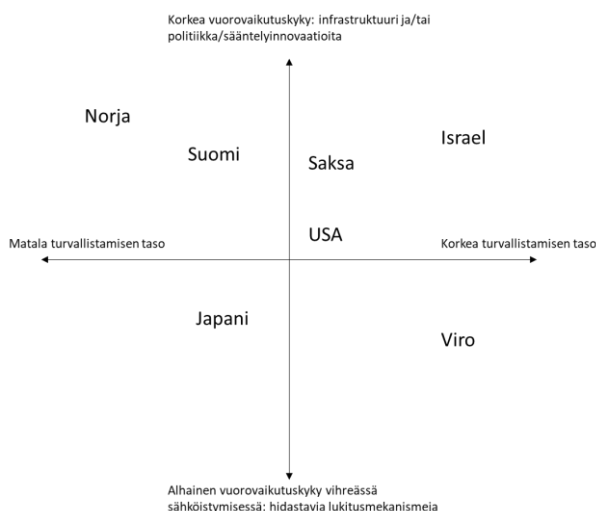 Korkea vuorovaikutuskyky: infrastruktuuri ja/tai
politiikka/sääntelyinnovaatioita
Norja
Israel
Suomi
Saksa
USA
Matala turvallistamisen taso
Korkea turvallistamisen taso
Japani
Viro
Alhainen vuorovaikutuskyky vihreässä
sähköistymisessä: hidastavia lukitusmekanismeja